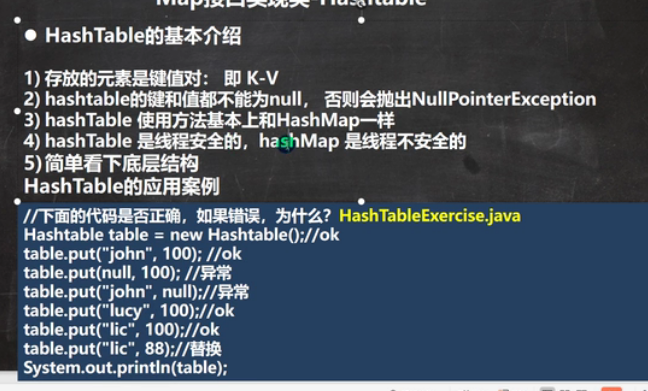 Map接口实现类-Hashtable
● HashTable的基本介绍
1) 存放的元素是键值对： 即 K-V
2) hashtable的键和值都不能为null， 否则会抛出NullPointerException
3) hashTable 使用方法基本上和HashMap一样
4) hashTable 是线程安全的，hashMap 是线程不安全的
5)简单看下底层结构
HashTable的应用案例
//下面的代码是否正确，如果错误，为什么？HashTableExercise.java
Hashtable table = new Hashtable();//ok
table.put("john", 100); //ok
table.put(null, 100); //异常
table.put("john", null);//异常
table.put("lucy", 100);//ok
table.put("lic", 100);//ok
table.put("lic", 88);//替换
System.out.println(table);